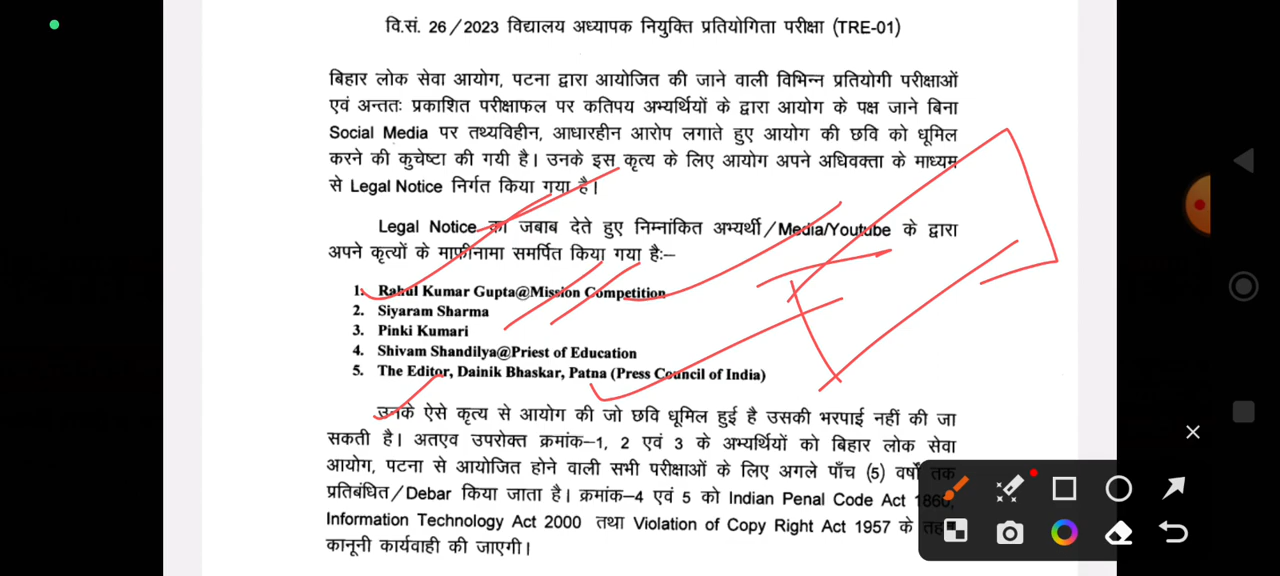 वि.सं. 26/2023 विद्यालय अध्यापक नियुक्ति प्रतियोगिता परीक्षा (TRE-01)
बिहार लोक सेवा आयोग, पटना द्वारा आयोजित की जाने वाली विभिन्न प्रतियोगी परीक्षाओं
एवं अन्ततः प्रकाशित परीक्षाफल पर कतिपय अभ्यर्थियों के द्वारा आयोग के पक्ष जाने बिना
Social Media पर तथ्यविहीन, आधारहीन आरोप लगाते हुए आयोग की छवि को धूमिल
करने की कुचेष्टा की गयी है। उनके इस कृत्य के लिए आयोग अपने अधिवक्ता के माध्यम
से Legal Notice निर्गत किया गया है।
Legal Notice का जबाब देते हुए निम्नांकित अभ्यर्थी/Media/Youtube के द्वारा
अपने कृत्यों के माफीनामा समर्पित किया गया है:–
1. Rahul Kumar Gupta@Mission Competition
2. Siyaram Sharma
3. Pinki Kumari
4. Shivam Shandilya@Priest of Education
5. The Editor, Dainik Bhaskar, Patna (Press Council of India)
उनके ऐसे कृत्य से आयोग की जो छवि धूमिल हुई है उसकी भरपाई नहीं की जा
सकती है। अतएव उपरोक्त क्रमांक–1, 2 एवं 3 के अभ्यर्थियों को बिहार लोक सेवा
आयोग, पटना से आयोजित होने वाली सभी परीक्षाओं के लिए अगले पाँच (5) वर्षों तक
प्रतिबंधित/Debar किया जाता है। क्रमांक–4 एवं 5 को Indian Penal Code Act 1860,
Information Technology Act 2000 तथा Violation of Copy Right Act 1957 के तहत
कानूनी कार्यवाही की जाएगी।